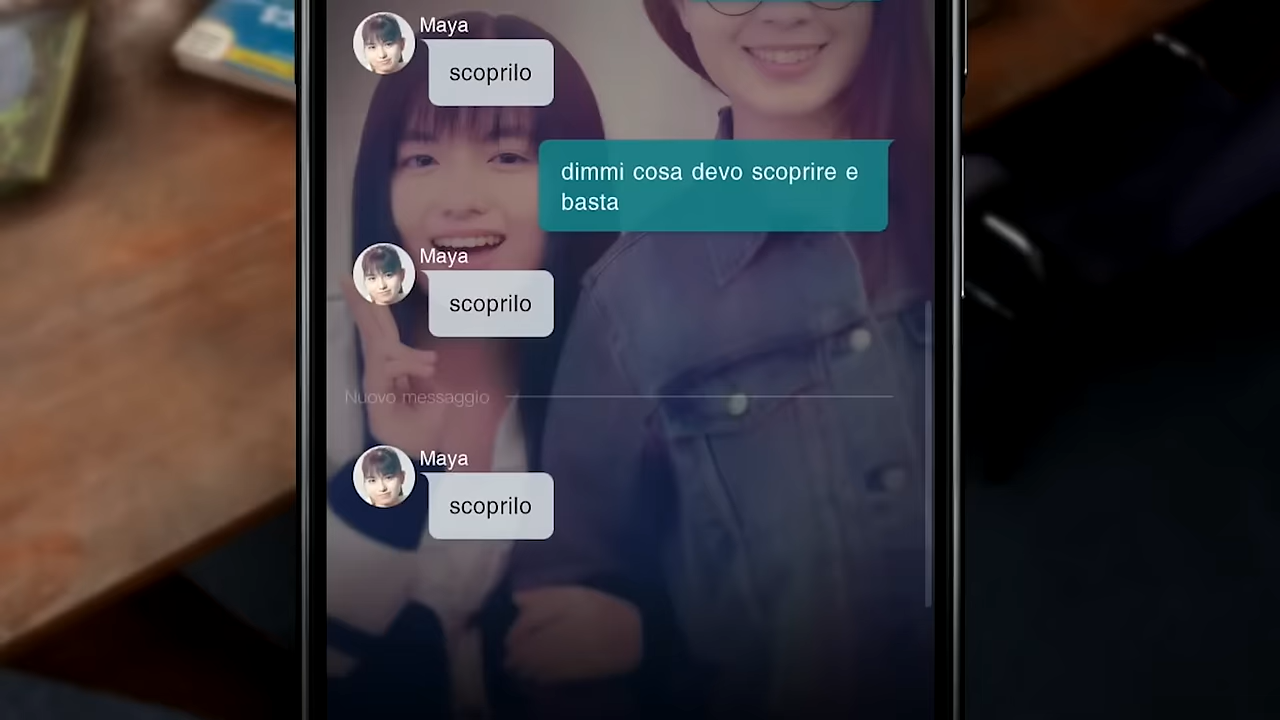 Maya
scoprilo
dimmi cosa devo scoprire e
basta
Maya
scoprilo
Nuovo messaggio
Maya
scoprilo